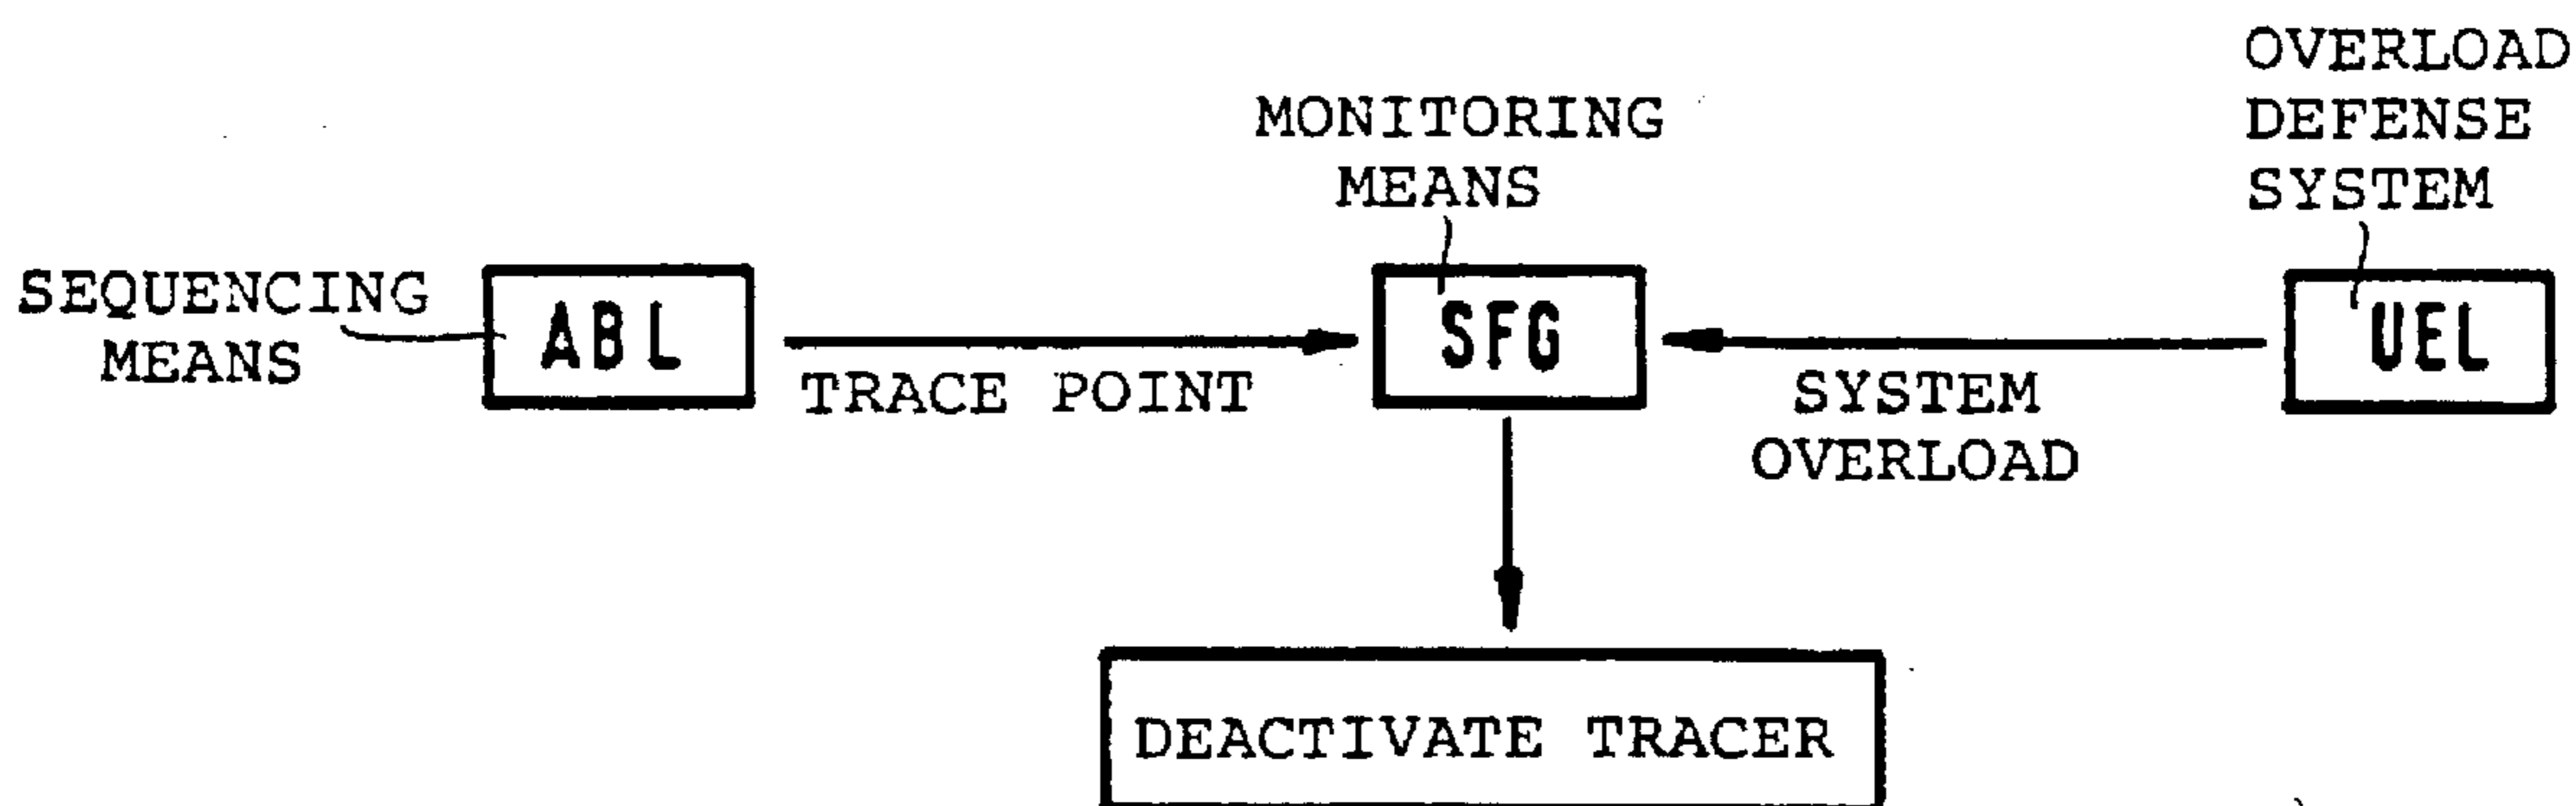 OVERLOAD
DEFENSE
SYSTEM
MONITORING
MEANS
SEQUENCING
MEANS
ABL
TRACE POINT
SFG
SYSTEM
OVERLOAD
UEL
DEACTIVATE TRACER